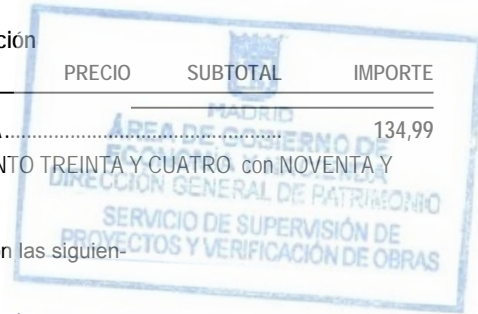 ción
PRECIO SUBTOTAL IMPORTE
MADRID
A................................................................ 134,99
ÁREA DE GOBIERNO DE
ECONOMÍA
NTO TREINTA Y CUATRO con NOVENTA Y
DIRECCIÓN GENERAL DE PATRIMONIO
SERVICIO DE SUPERVISIÓN DE
PROYECTOS Y VERIFICACIÓN DE OBRAS
n las siguien-